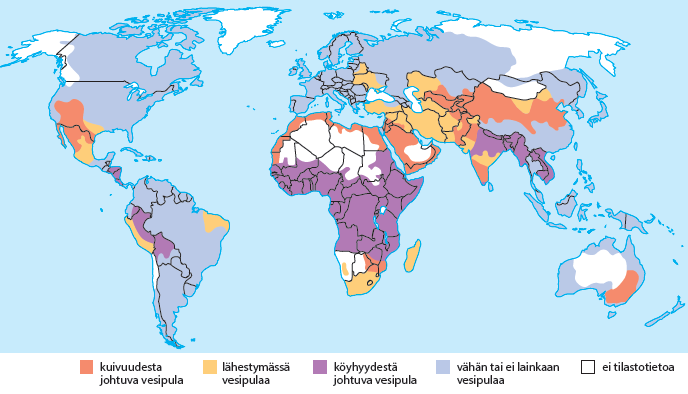 kuivuudesta
johtuva vesipula
lähestymässä
vesipulaa
köyhyydestä
johtuva vesipula
vähän tai ei lainkaan
vesipulaa
ei tilastotietoa